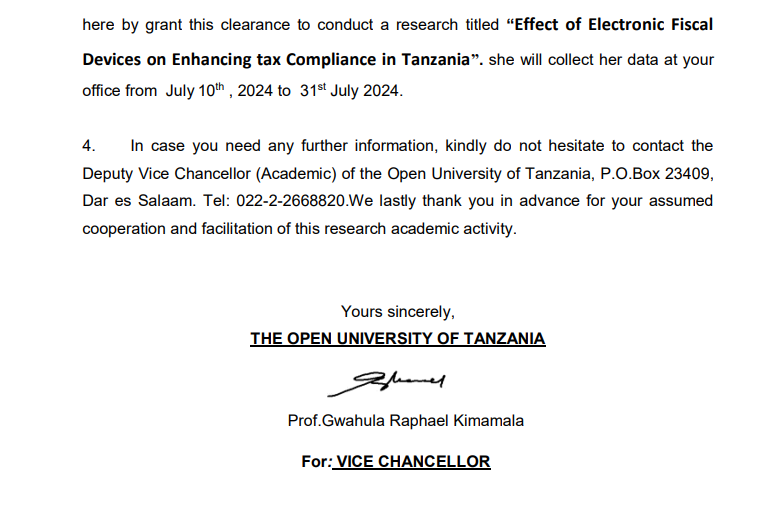 here by grant this clearance to conduct a research titled “Effect of Electronic Fiscal
Devices on Enhancing tax Compliance in Tanzania”. she will collect her data at your
office from July 10th , 2024 to 31st July 2024.
4. In case you need any further information, kindly do not hesitate to contact the
Deputy Vice Chancellor (Academic) of the Open University of Tanzania, P.O.Box 23409,
Dar es Salaam. Tel: 022-2-2668820.We lastly thank you in advance for your assumed
cooperation and facilitation of this research academic activity.
Yours sincerely,
THE OPEN UNIVERSITY OF TANZANIA
Prof.Gwahula Raphael Kimamala
For: VICE CHANCELLOR